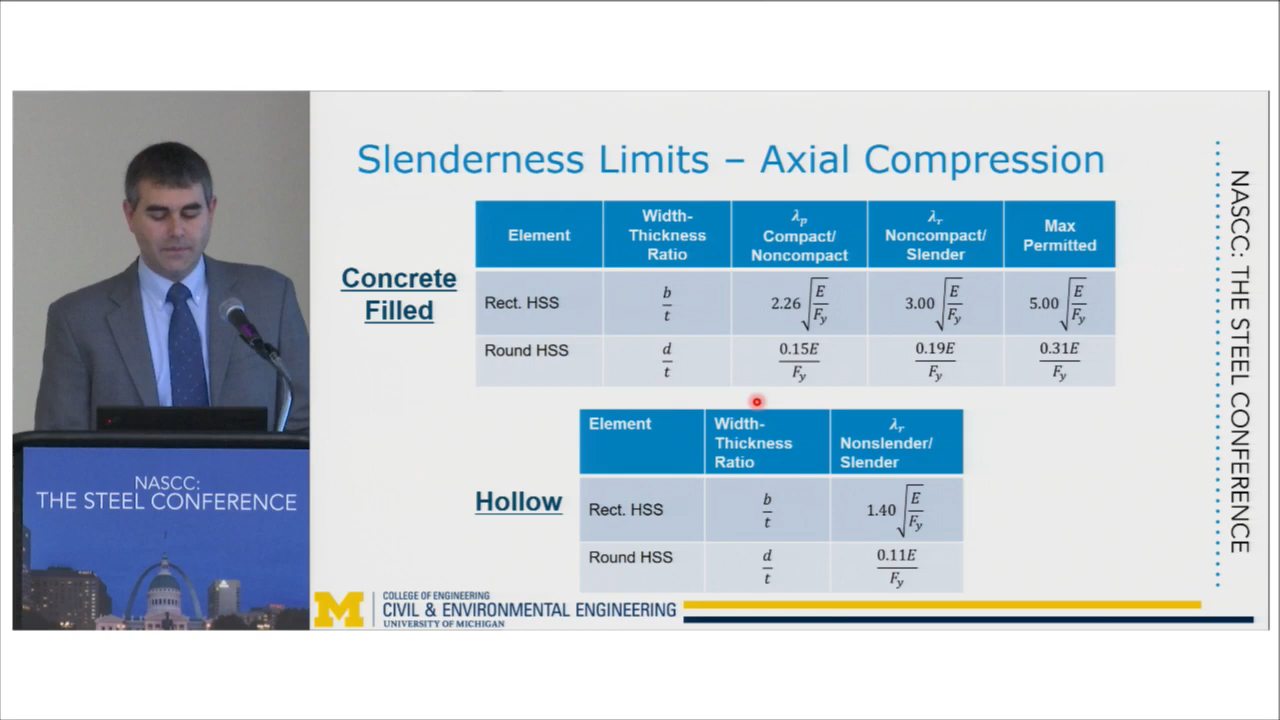 Slenderness Limits – Axial Compression
Concrete
Filled
Element
Width-
Thickness
Ratio
λp
Compact/
Noncompact
λr
Noncompact/
Slender
Max
Permitted
Rect. HSS
b/t
2.26 √(E/Fy)
3.00 √(E/Fy)
5.00 √(E/Fy)
Round HSS
d/t
0.15E/Fy
0.19E/Fy
0.31E/Fy
Hollow
Element
Width-
Thickness
Ratio
λr
Nonslender/
Slender
Rect. HSS
b/t
1.40 √(E/Fy)
Round HSS
d/t
0.11E/Fy
M
COLLEGE OF ENGINEERING
CIVIL & ENVIRONMENTAL ENGINEERING
UNIVERSITY OF MICHIGAN
NASCC: THE STEEL CONFERENCE
NASCC:
THE STEEL CONFERENCE